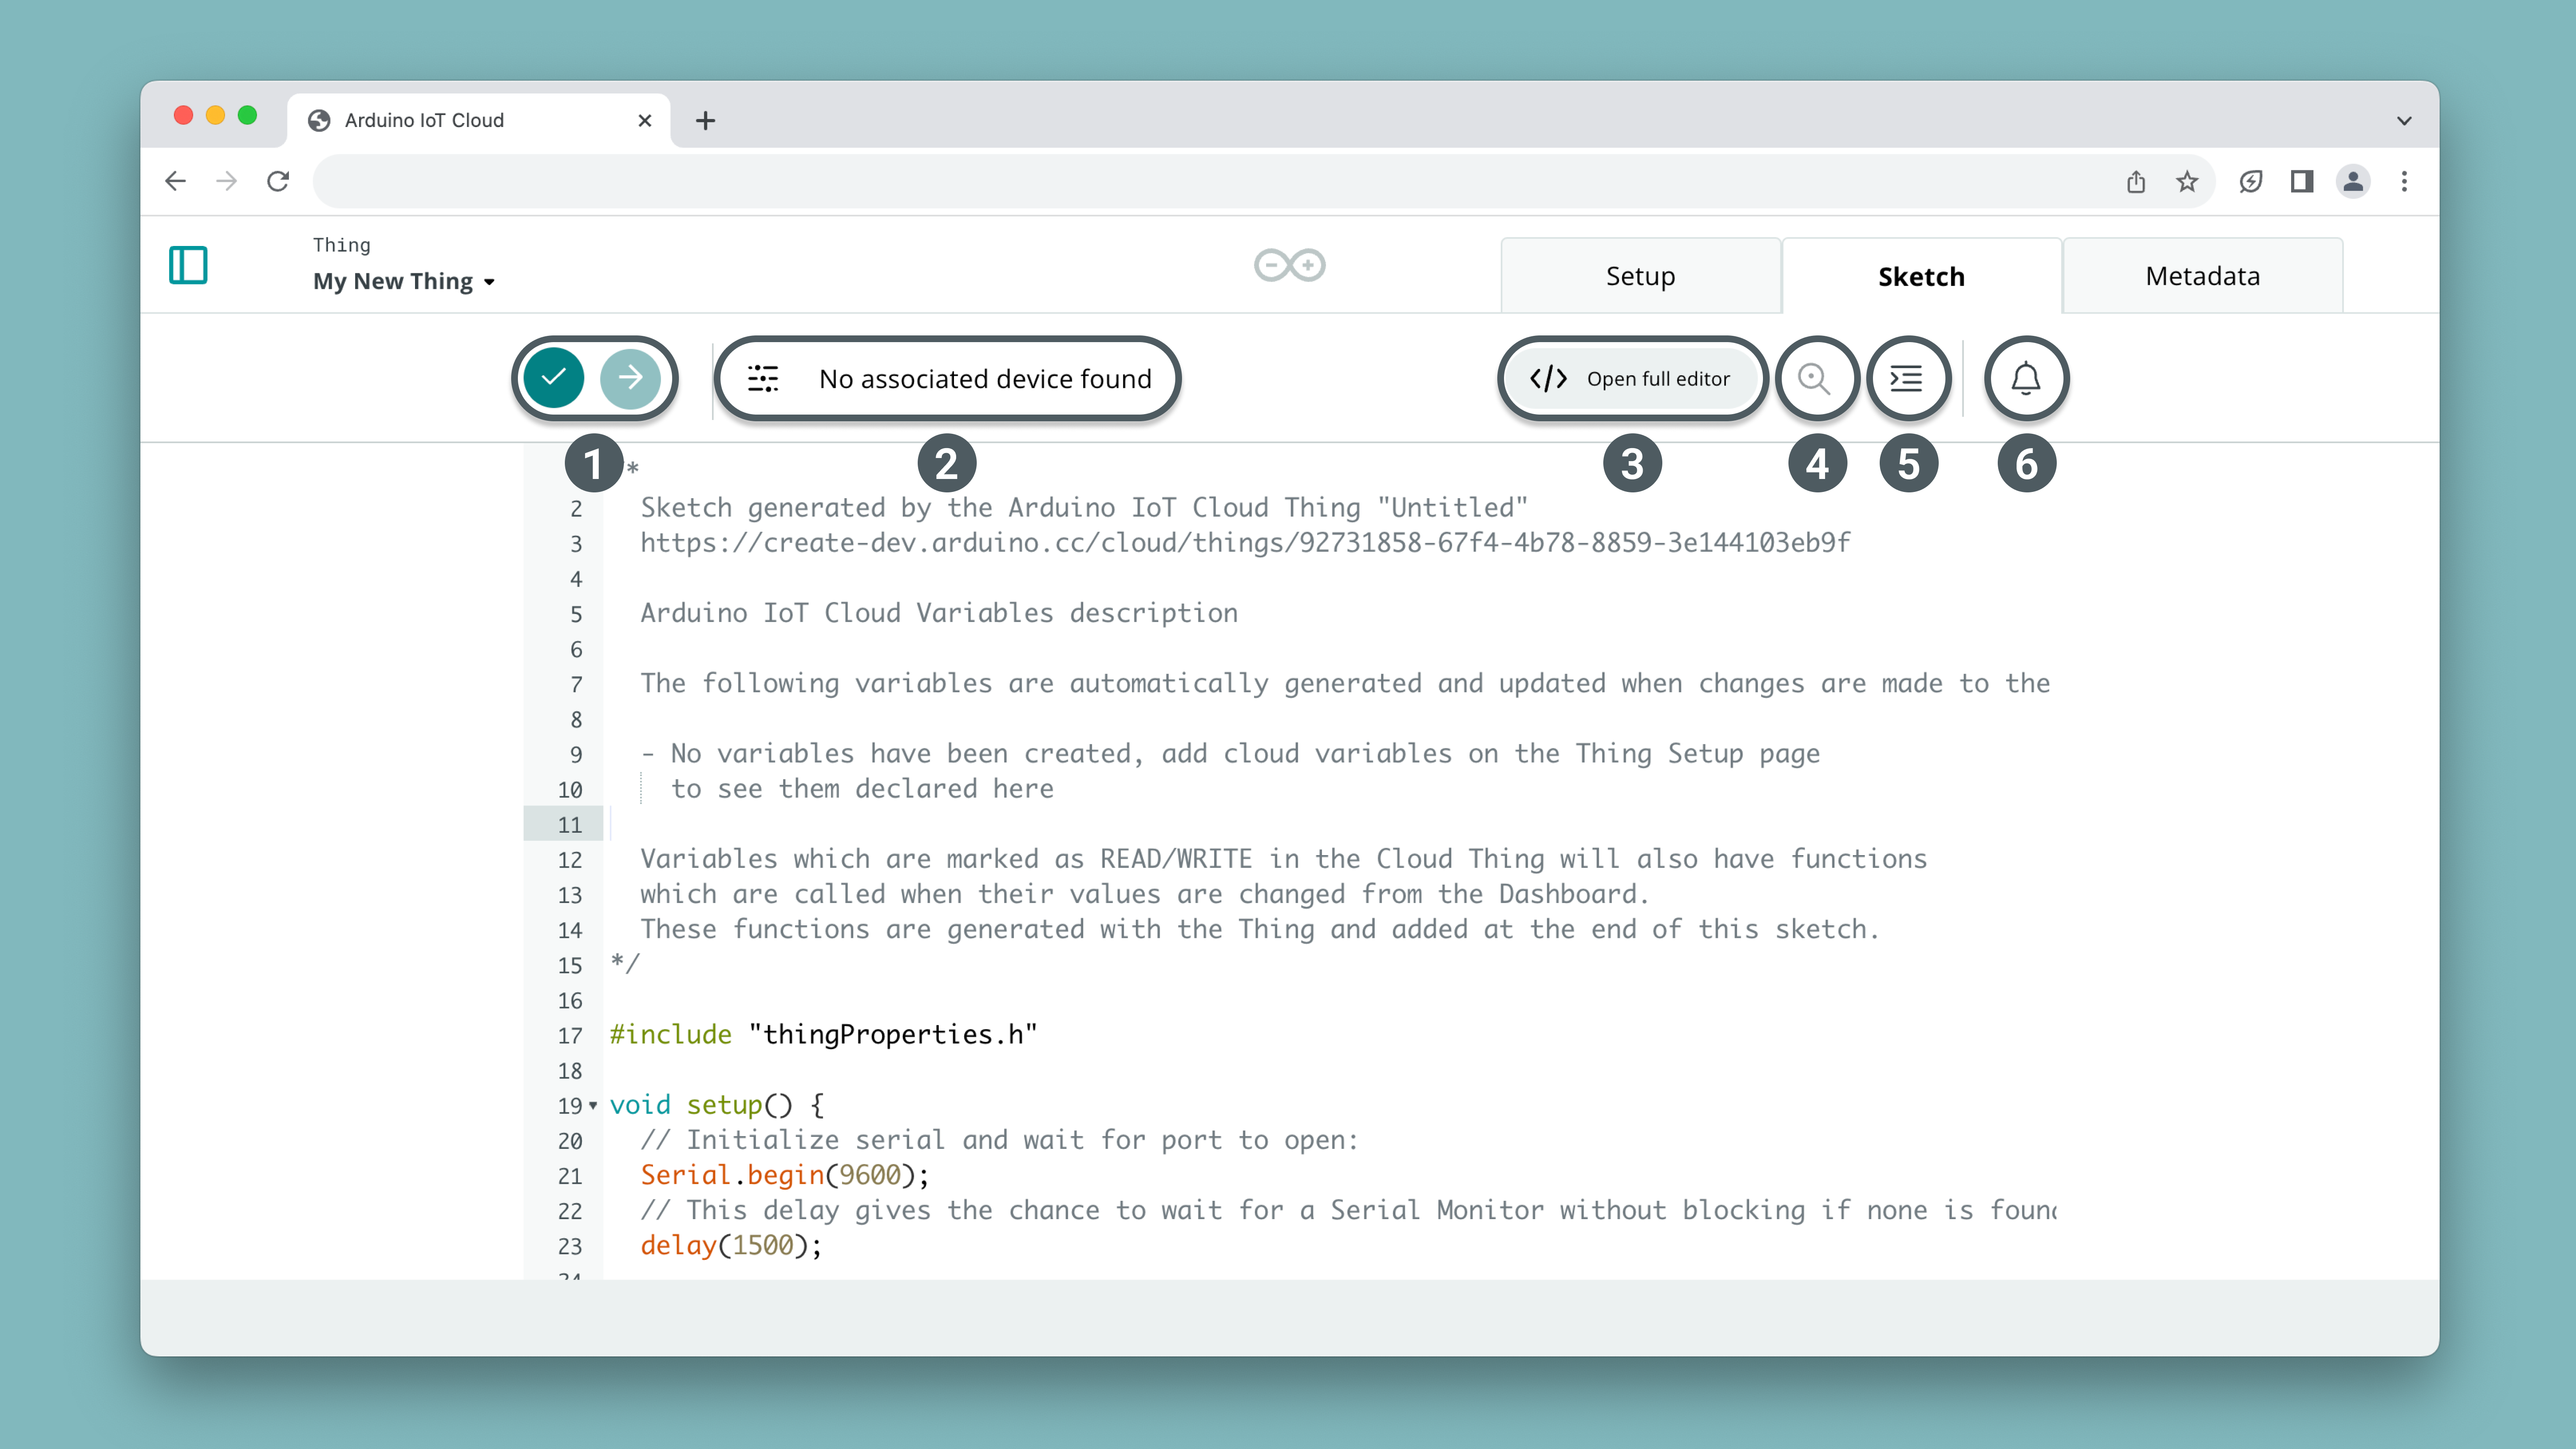 Arduino IoT Cloud
Thing
My New Thing
Setup
Sketch
Metadata
No associated device found
</> Open full editor
1
2
3
4
5
6
*
2 Sketch generated by the Arduino IoT Cloud Thing "Untitled"
3 https://create-dev.arduino.cc/cloud/things/92731858-67f4-4b78-8859-3e144103eb9f
4
5 Arduino IoT Cloud Variables description
6
7 The following variables are automatically generated and updated when changes are made to the
8
9 - No variables have been created, add cloud variables on the Thing Setup page
10 to see them declared here
11
12 Variables which are marked as READ/WRITE in the Cloud Thing will also have functions
13 which are called when their values are changed from the Dashboard.
14 These functions are generated with the Thing and added at the end of this sketch.
15 */
16
17 #include "thingProperties.h"
18
19 void setup() {
20 // Initialize serial and wait for port to open:
21 Serial.begin(9600);
22 // This delay gives the chance to wait for a Serial Monitor without blocking if none is
23 delay(1500);